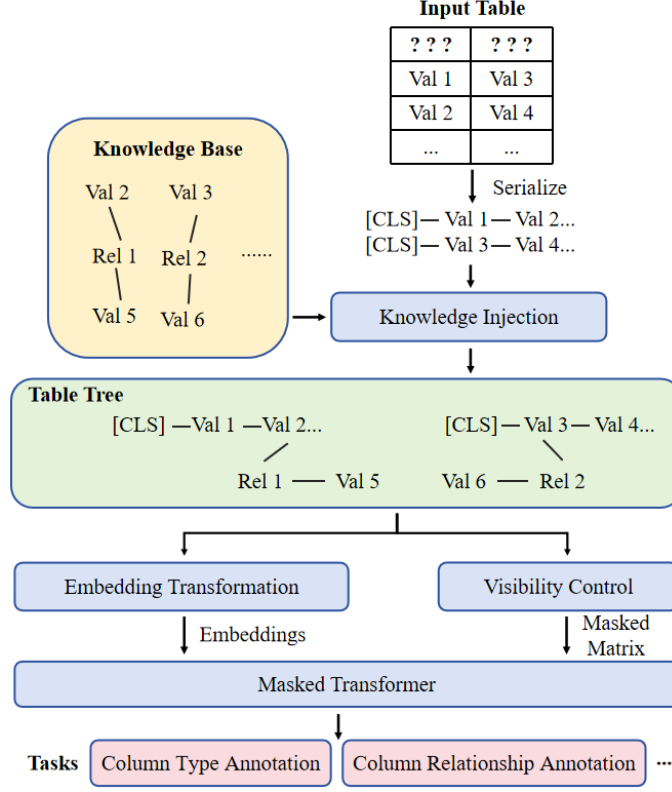 Input Table
? ? ? ? ? ?
Val 1 Val 3
Val 2 Val 4
... ...
Serialize
[CLS]— Val 1— Val 2...
[CLS]— Val 3— Val 4...
Knowledge Base
Val 2 Val 3
Rel 1 Rel 2 ......
Val 5 Val 6
Knowledge Injection
Table Tree
[CLS] —Val 1 —Val 2... [CLS]— Val 3— Val 4...
Rel 1 — Val 5 Val 6 — Rel 2
Embedding Transformation Visibility Control
Embeddings
Masked
Matrix
Masked Transformer
Tasks Column Type Annotation Column Relationship Annotation ...